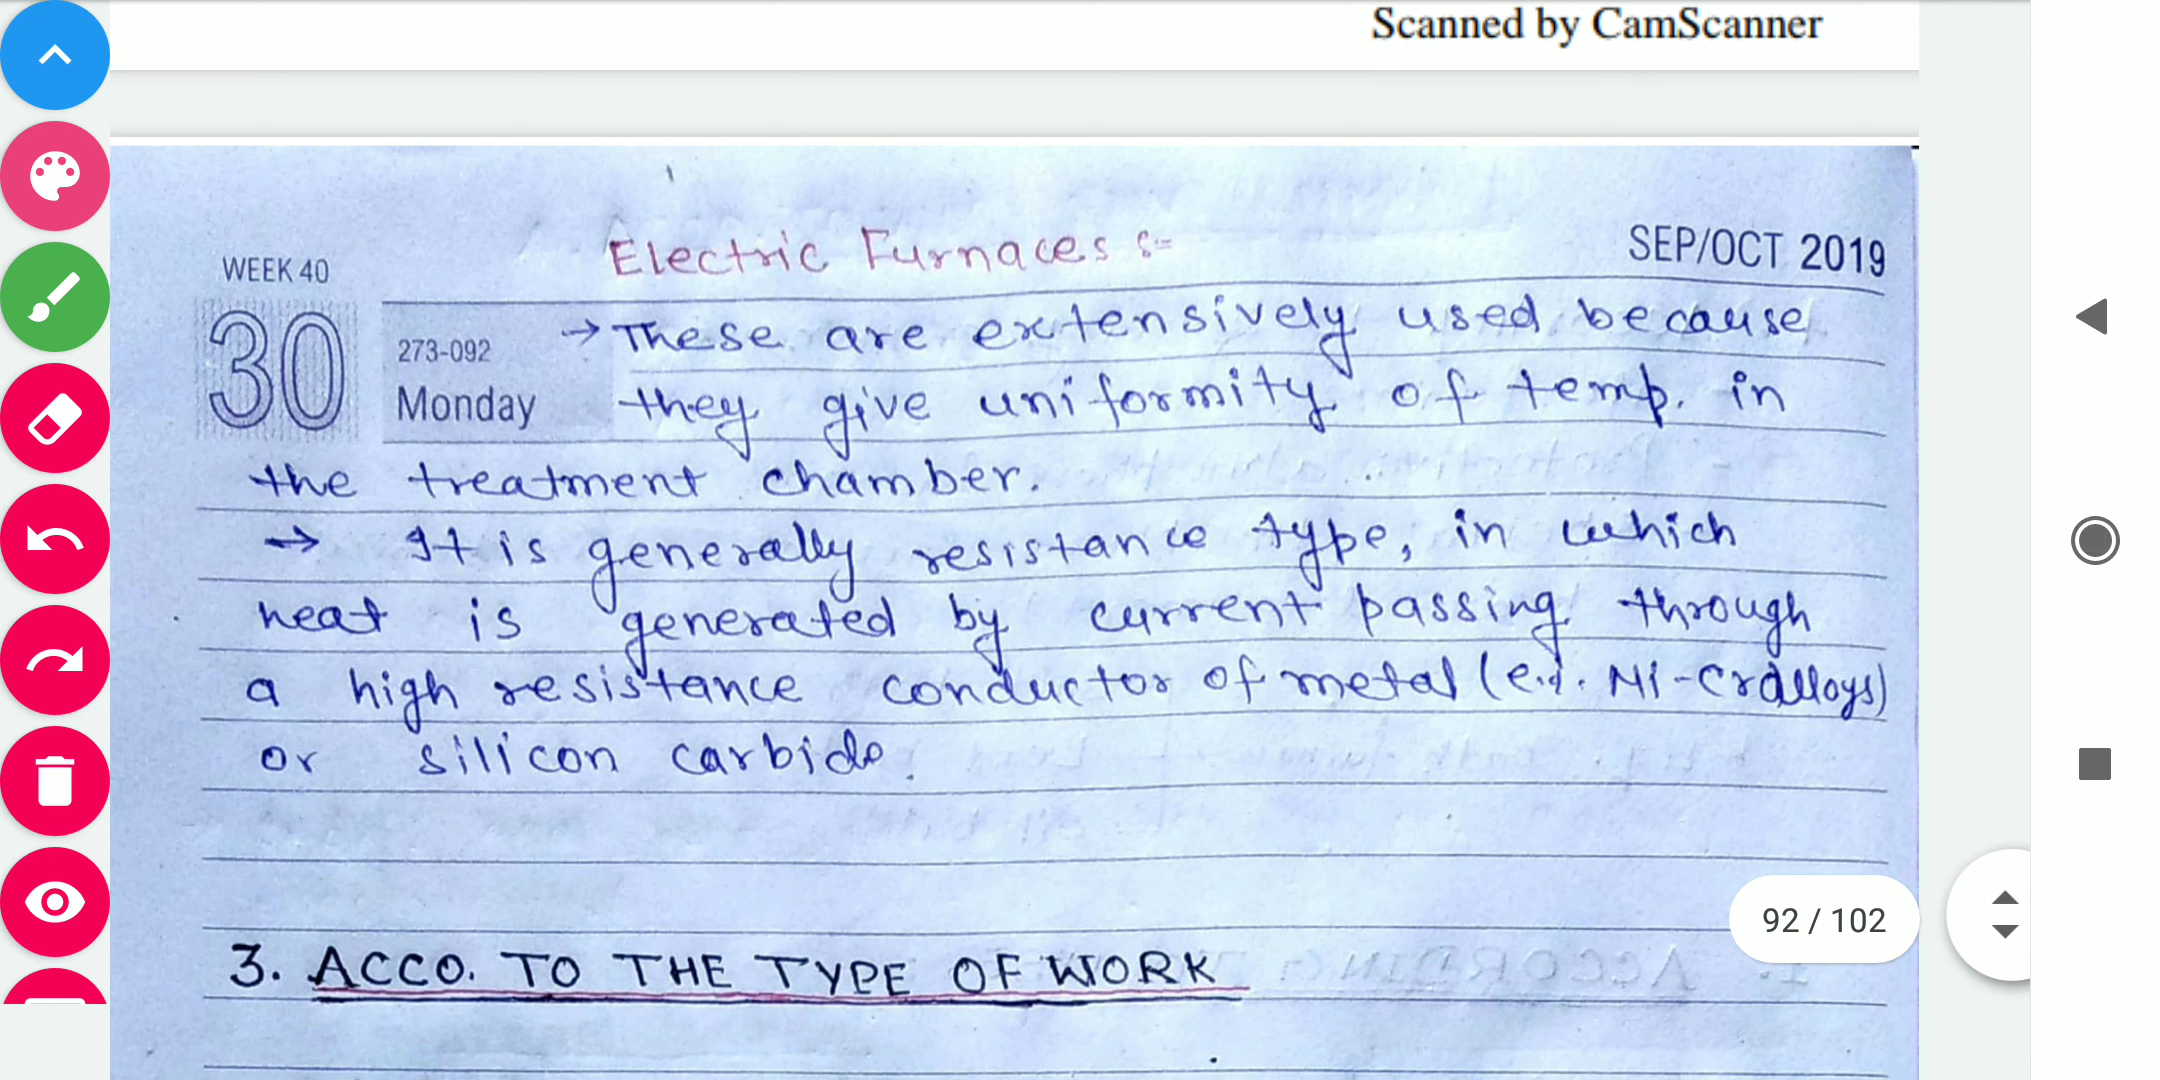 Scanned by CamScanner
Electric Furnaces :-
SEP/OCT 2019
WEEK 40
30
273-092
Monday
→ These are extensively used because
they give uniformity of temp. in
the treatment chamber.
→ It is generally resistance type, in which
heat is generated by current passing through
a high resistance conductor of metal (e.g. Ni-Cr alloys)
or silicon carbide.
92 / 102
3. ACCO. TO THE TYPE OF WORK